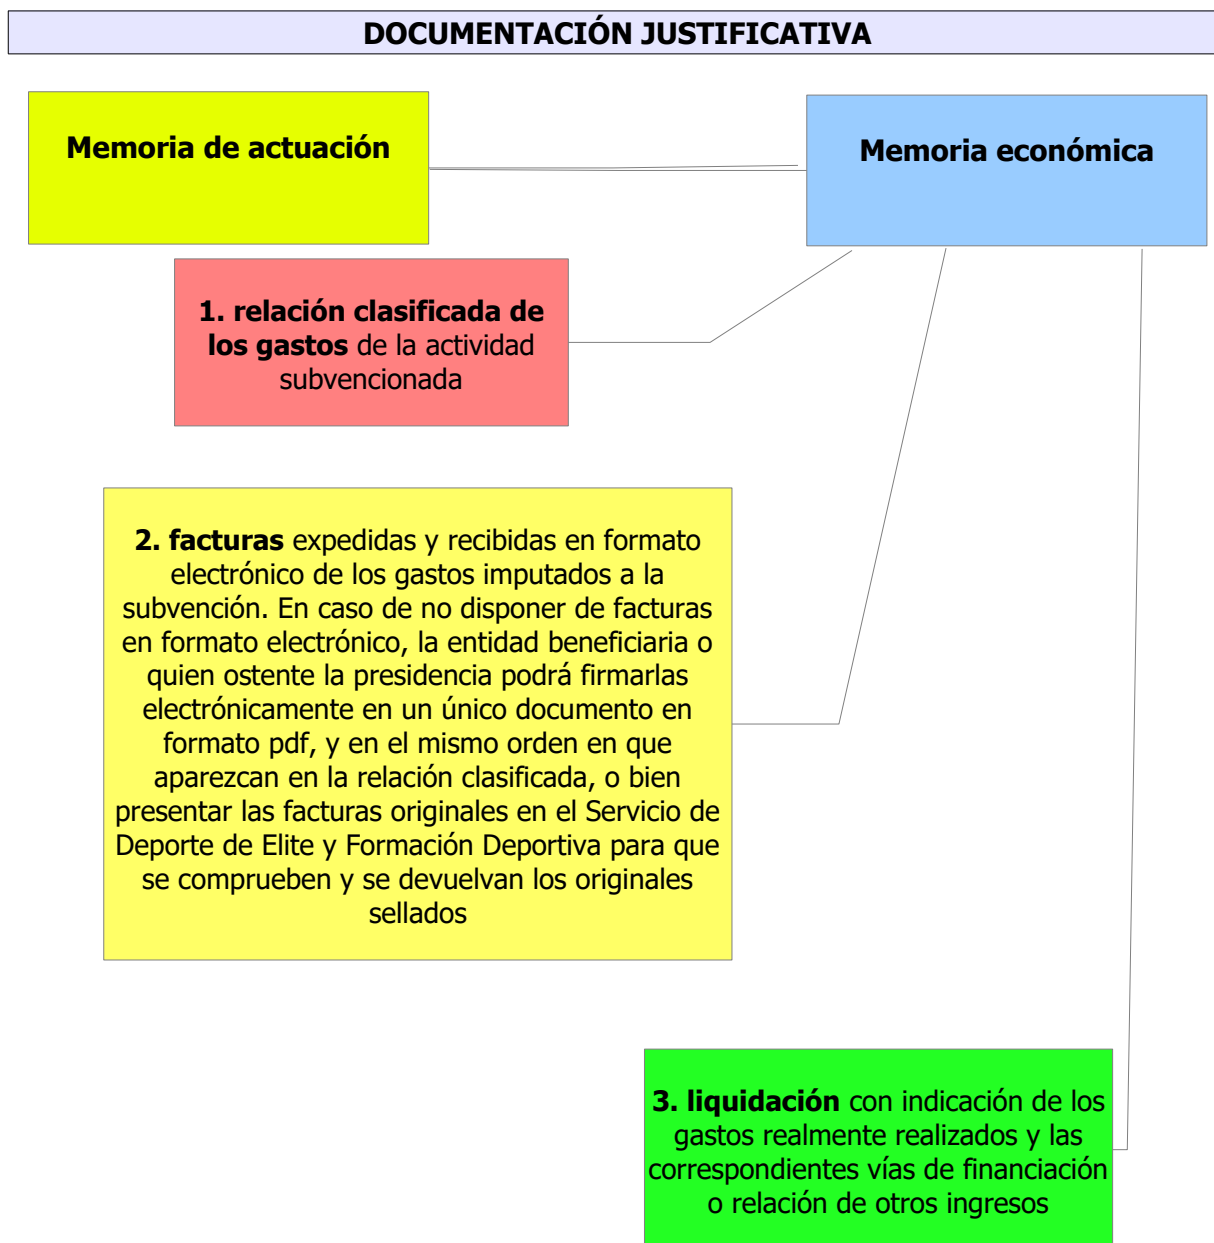 DOCUMENTACIÓN JUSTIFICATIVA
Memoria de actuación
Memoria económica
1. relación clasificada de
los gastos de la actividad
subvencionada
2. facturas expedidas y recibidas en formato
electrónico de los gastos imputados a la
subvención. En caso de no disponer de facturas
en formato electrónico, la entidad beneficiaria o
quien ostente la presidencia podrá firmarlas
electrónicamente en un único documento en
formato pdf, y en el mismo orden en que
aparezcan en la relación clasificada, o bien
presentar las facturas originales en el Servicio de
Deporte de Elite y Formación Deportiva para que
se comprueben y se devuelvan los originales
sellados
3. liquidación con indicación de los
gastos realmente realizados y las
correspondientes vías de financiación
o relación de otros ingresos